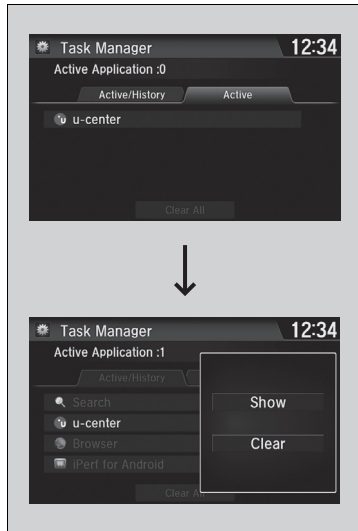 Task Manager 12:34
Active Application :0
Active/History Active
u-center
Clear All
Task Manager 12:34
Active Application :1
Active/History
Search
Show
u-center
Browser
Clear
iPerf for Android
Clear All